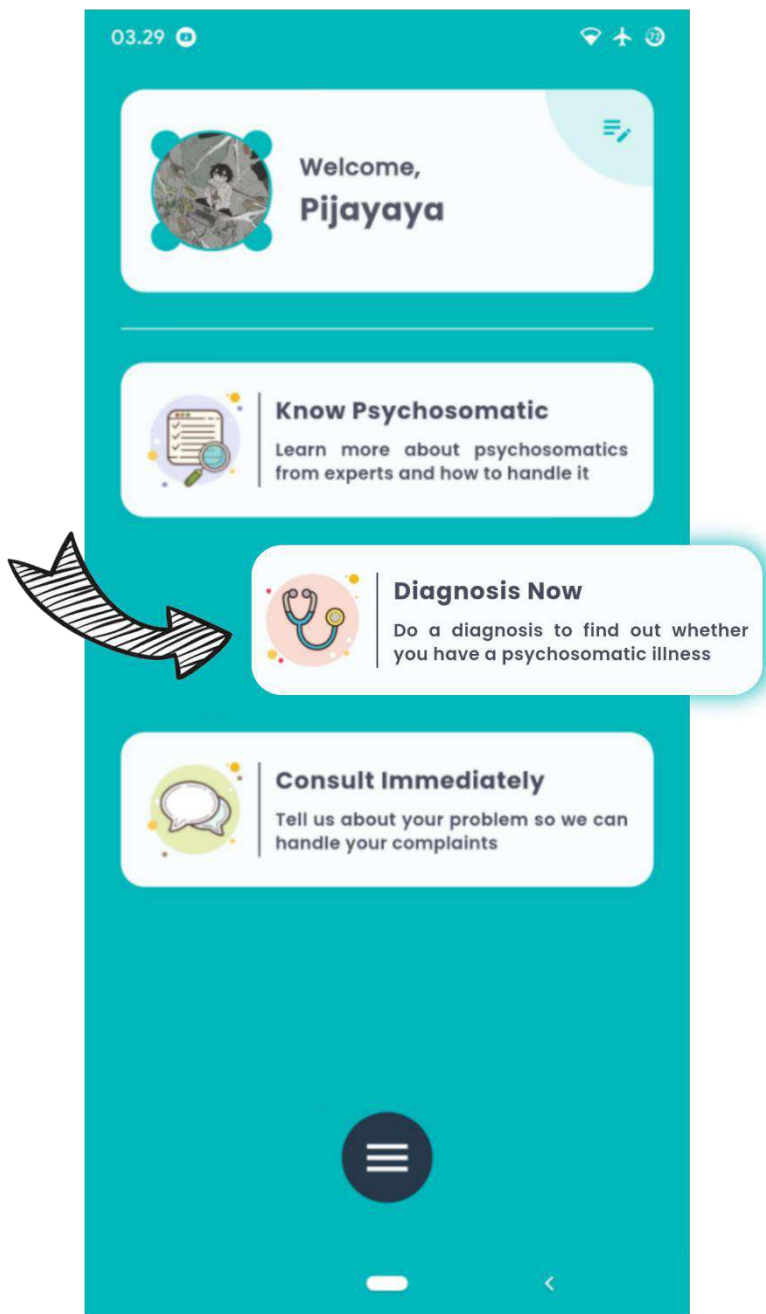 03.29
72
Welcome,
Pijayaya
Know Psychosomatic
Learn more about psychosomatics
from experts and how to handle it
Diagnosis Now
Do a diagnosis to find out whether
you have a psychosomatic illness
Consult Immediately
Tell us about your problem so we can
handle your complaints